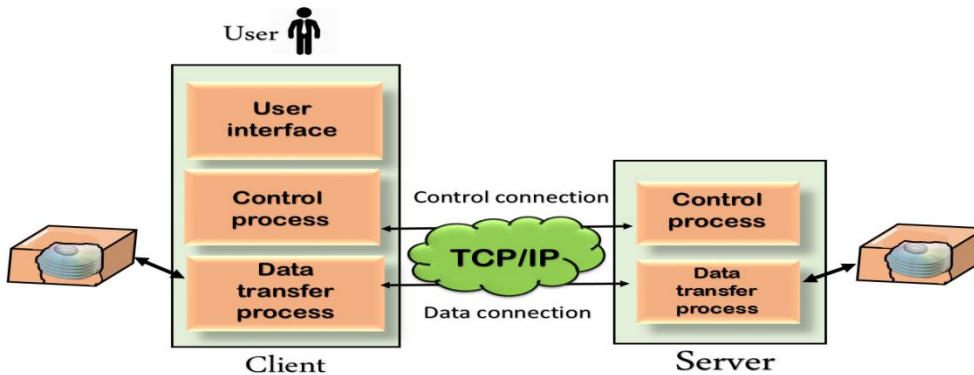 User
User
interface
Control
process
Data
transfer
process
Client
Control connection
TCP/IP
Data connection
Control
process
Data
transfer
process
Server